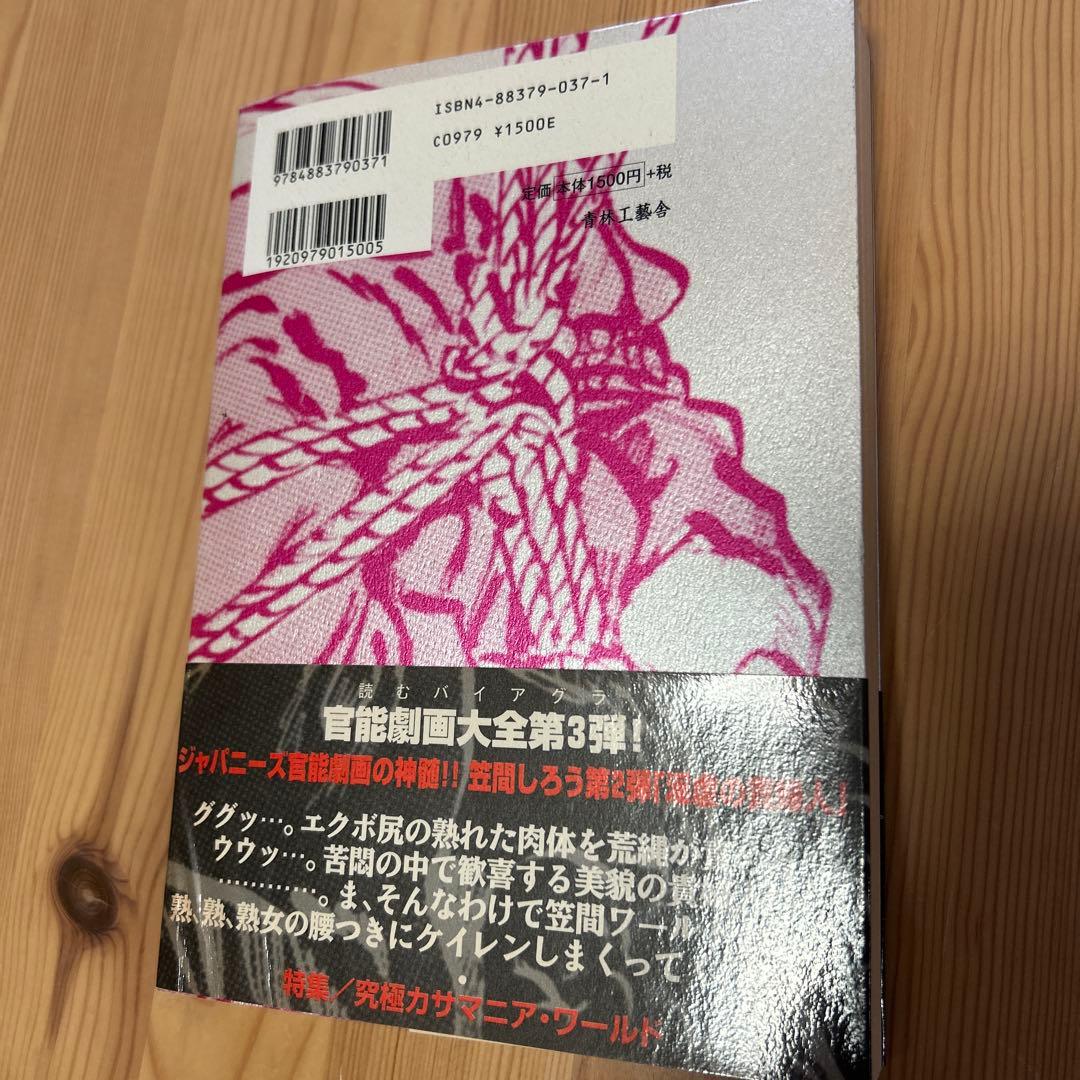 ISBN4-88379-037-1
C0979 ¥1500E
9784883790371
1920979015005
定価 本体1500円 +税
青林工藝舎
読むバイアグラ
官能劇画大全第3弾!
ジャパニーズ官能劇画の神髄!! 笠間しろう第2弾「
ググッ…。エクボ尻の熟れた肉体を荒縄が
ウウッ…。苦悶の中で歓喜する美貌の貴
…………。ま、そんなわけで笠間ワール
熟、熟、熟女の腰つきにケイレンしまくって
特集/究極カサマニア・ワールド